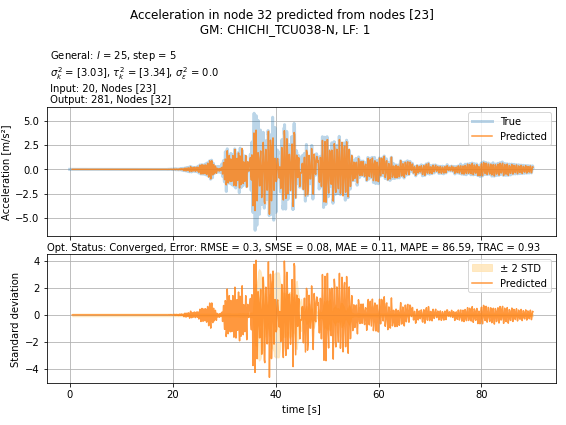 Acceleration in node 32 predicted from nodes [23]
GM: CHICHI_TCU038-N, LF: 1
General: l = 25, step = 5
σ²ₖ = [3.03], τ²ₖ = [3.34], σ²ε = 0.0
Input: 20, Nodes [23]
Output: 281, Nodes [32]
Acceleration [m/s²]
5.0
2.5
0.0
−2.5
−5.0
True
Predicted
Opt. Status: Converged, Error: RMSE = 0.3, SMSE = 0.08, MAE = 0.11, MAPE = 86.59, TRAC = 0.93
Standard deviation
4
2
0
−2
−4
± 2 STD
Predicted
0 20 40 60 80
time [s]